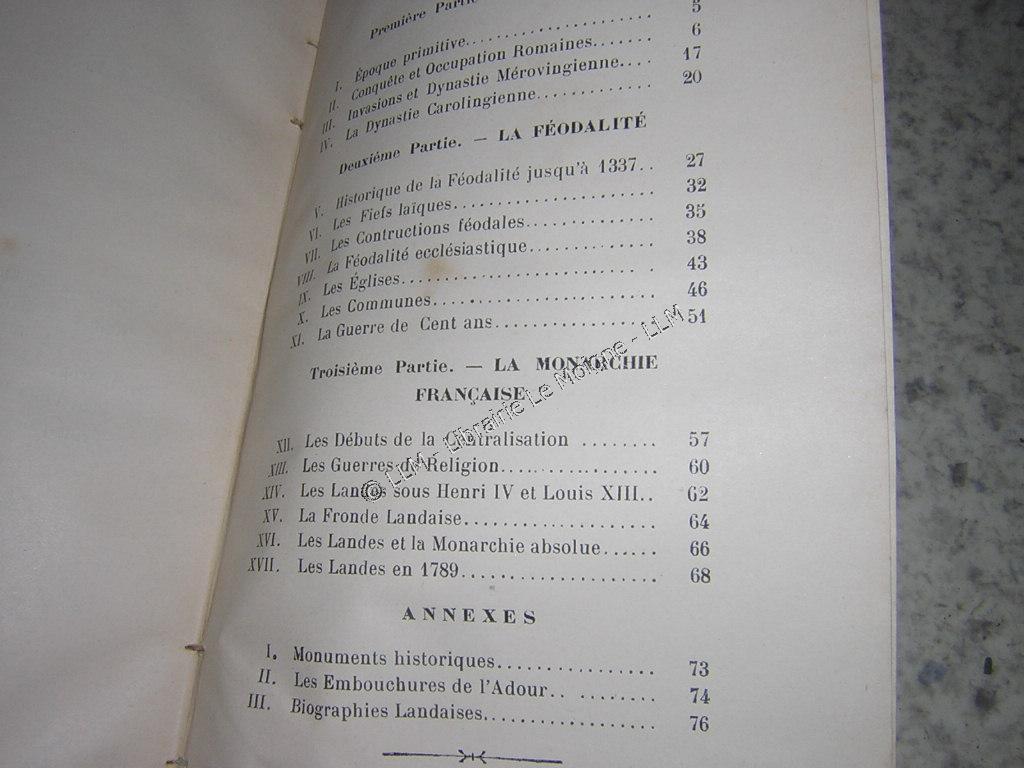 Première Partie
5
I. Époque primitive.................... 6
II. Conquête et Occupation Romaines....... 17
III. Invasions et Dynastie Mérovingienne.... 20
IV. La Dynastie Carolingienne............
Deuxiéme Partie. — LA FÉODALITÉ
V. Historique de la Féodalité jusqu'à 1337.. 27
VI. Les Fiefs laïques...................... 32
VII. Les Contructions féodales............. 35
VIII. La Féodalité ecclésiastique............. 38
IX. Les Églises........................... 43
X. Les Communes....................... 46
XI. La Guerre de Cent ans................ 51
Troisième Partie. — LA MONARCHIE
FRANÇAISE
XII. Les Débuts de la Centralisation ........ 57
XIII. Les Guerres de Religion................ 60
XIV. Les Landes sous Henri IV et Louis XIII.. 62
XV. La Fronde Landaise................... 64
XVI. Les Landes et la Monarchie absolue...... 66
XVII. Les Landes en 1789.................... 68
ANNEXES
I. Monuments historiques................ 73
II. Les Embouchures de l'Adour.. ........ 74
III. Biographies Landaises................. 76
© LLM - Librairie Le Moinne - LLM